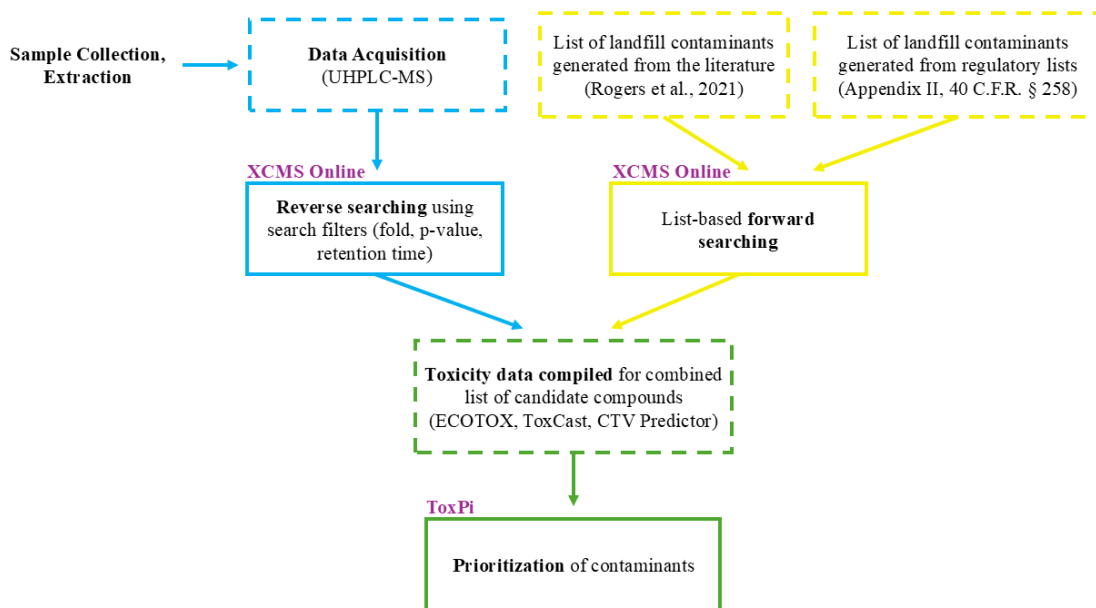 Sample Collection,
Extraction
Data Acquisition
(UHPLC-MS)
List of landfill contaminants
generated from the literature
(Rogers et al., 2021)
List of landfill contaminants
generated from regulatory lists
(Appendix II, 40 C.F.R. § 258)
XCMS Online
Reverse searching using
search filters (fold, p-value,
retention time)
XCMS Online
List-based forward
searching
Toxicity data compiled for combined
list of candidate compounds
(ECOTOX, ToxCast, CTV Predictor)
ToxPi
Prioritization of contaminants